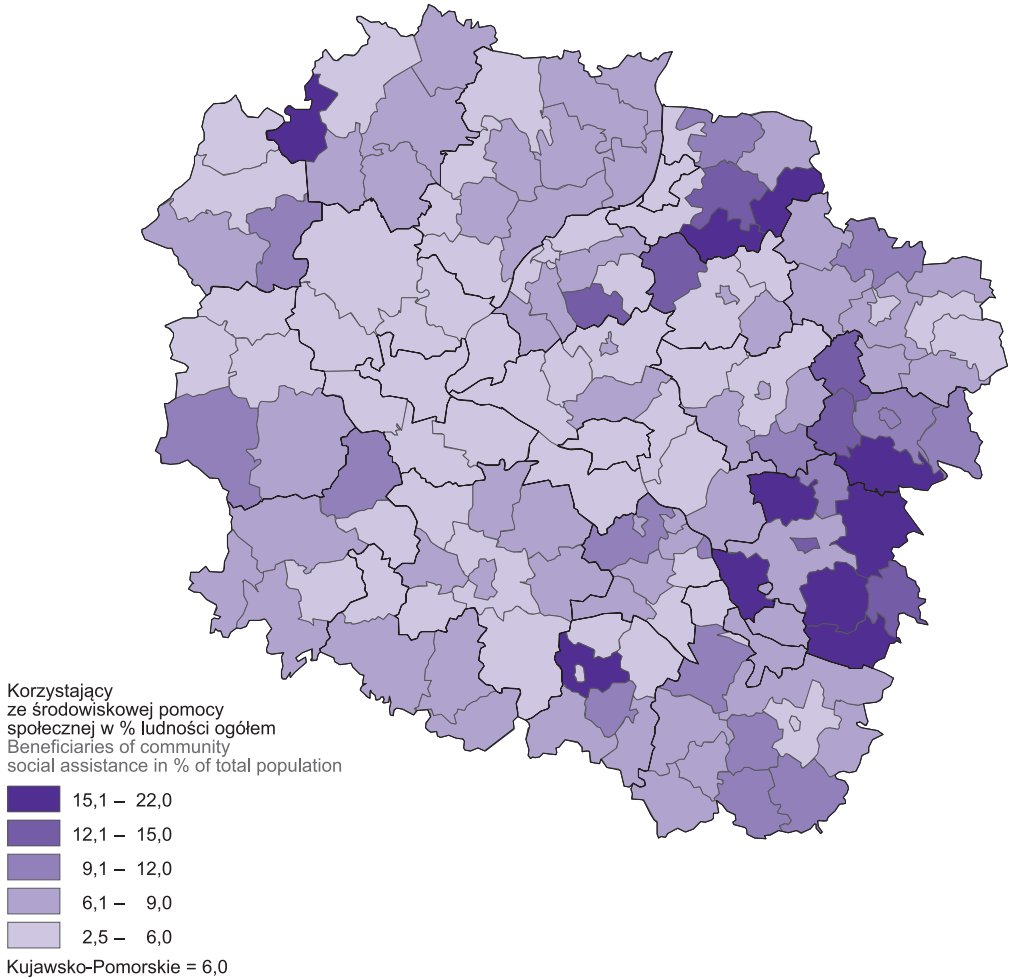 Korzystający
ze środowiskowej pomocy
społecznej w % ludności ogółem
Beneficiaries of community
social assistance in % of total population
15,1 – 22,0
12,1 – 15,0
9,1 – 12,0
6,1 – 9,0
2,5 – 6,0
Kujawsko-Pomorskie = 6,0